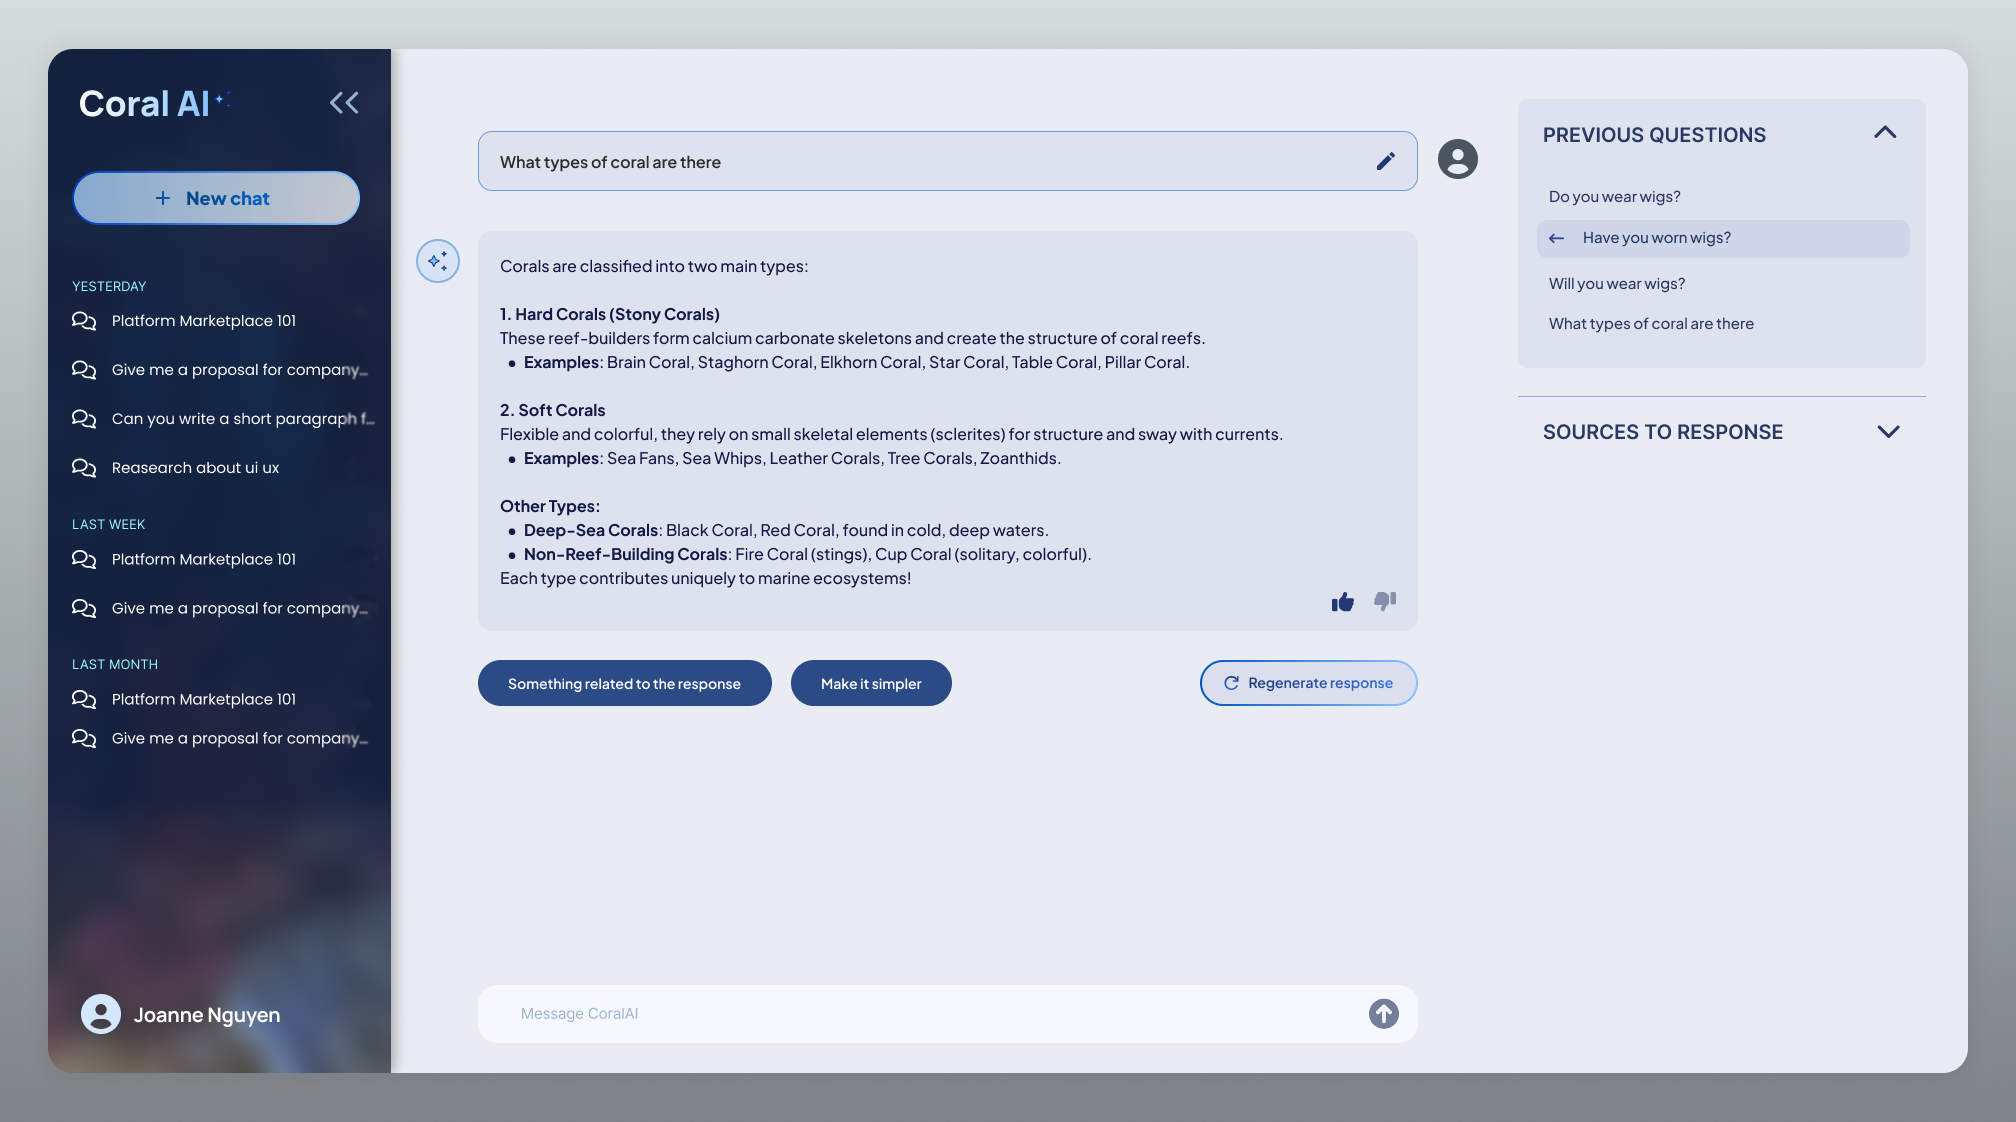 Coral AI
New chat
YESTERDAY
Platform Marketplace 101
Give me a proposal for company...
Can you write a short paragraph f...
Reasearch about ui ux
LAST WEEK
Platform Marketplace 101
Give me a proposal for company...
LAST MONTH
Platform Marketplace 101
Give me a proposal for company...
Joanne Nguyen
What types of coral are there
Corals are classified into two main types:
1. Hard Corals (Stony Corals)
These reef-builders form calcium carbonate skeletons and create the structure of coral reefs.
• Examples: Brain Coral, Staghorn Coral, Elkhorn Coral, Star Coral, Table Coral, Pillar Coral.
2. Soft Corals
Flexible and colorful, they rely on small skeletal elements (sclerites) for structure and sway with currents.
• Examples: Sea Fans, Sea Whips, Leather Corals, Tree Corals, Zoanthids.
Other Types:
• Deep-Sea Corals: Black Coral, Red Coral, found in cold, deep waters.
• Non-Reef-Building Corals: Fire Coral (stings), Cup Coral (solitary, colorful).
Each type contributes uniquely to marine ecosystems!
Something related to the response
Make it simpler
Regenerate response
Message CoralAI
PREVIOUS QUESTIONS
Do you wear wigs?
Have you worn wigs?
Will you wear wigs?
What types of coral are there
SOURCES TO RESPONSE